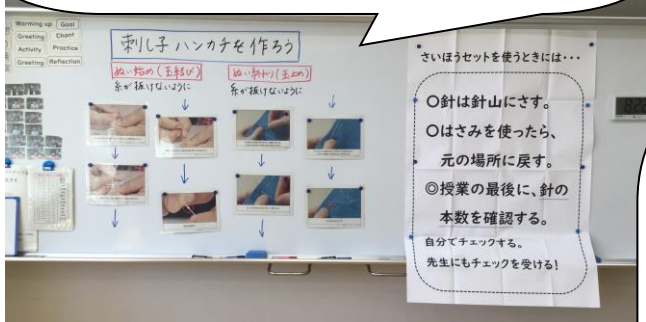 Warming up
Goal
Greeting
Chant
Activity
Practice
Greeting
Reflection
刺し子ハンカチを作ろう
ぬい始め(玉結び)
糸が抜けないように
ぬい終わり(玉どめ)
糸が抜けないように
さいほうセットを使うときには・・・
○針は針山にさす。
○はさみを使ったら、
元の場所に戻す。
◎授業の最後に、針の
本数を確認する。
自分でチェックする。
先生にもチェックを受ける!